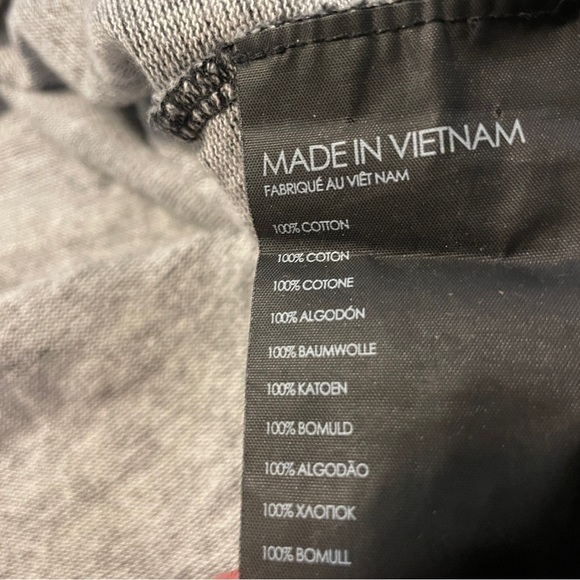 MADE IN VIETNAM
FABRIQUÉ AU VIÊT NAM
100% COTTON
100% COTON
100% COTONE
100% ALGODÓN
100% BAUMWOLLE
100% KATOEN
100% BOMULD
100% ALGODÃO
100% ХЛОПОК
100% BOMULL